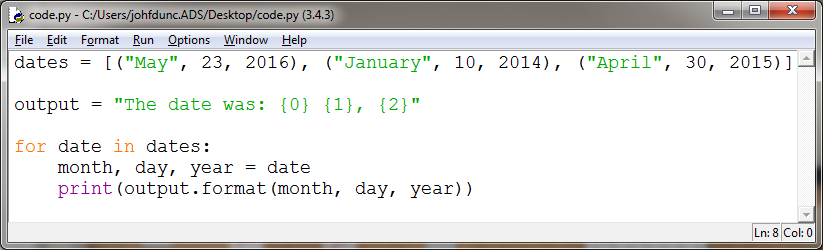 code.py - C:/Users/johfdunc.ADS/Desktop/code.py (3.4.3)
File Edit Format Run Options Window Help
dates = [("May", 23, 2016), ("January", 10, 2014), ("April", 30, 2015)]
output = "The date was: {0} {1}, {2}"
for date in dates:
    month, day, year = date
    print(output.format(month, day, year))
Ln: 8 Col: 0